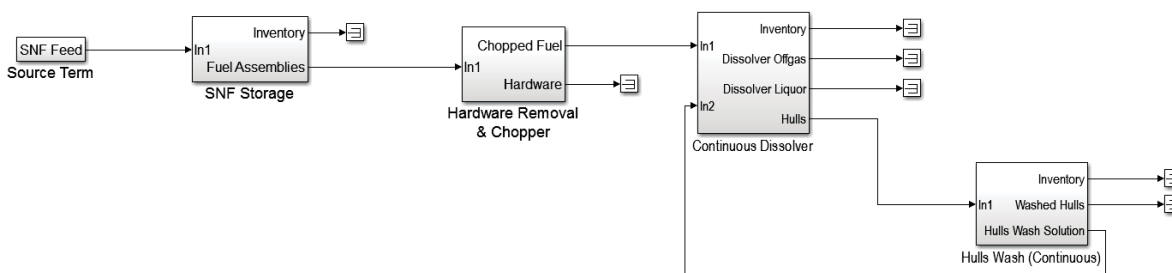 SNF Feed
Source Term
In1
Inventory
Fuel Assemblies
SNF Storage
In1
Chopped Fuel
Hardware
Hardware Removal
& Chopper
In1
In2
Inventory
Dissolver Offgas
Dissolver Liquor
Hulls
Continuous Dissolver
In1
Inventory
Washed Hulls
Hulls Wash Solution
Hulls Wash (Continuous)